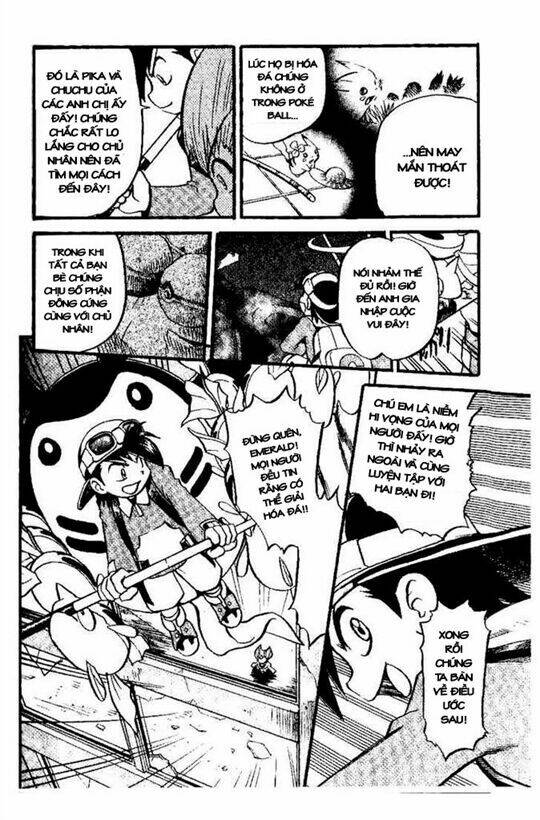 ĐÓ LÀ PIKA VÀ
CHUCHU CỦA
CÁC ANH CHỊ ẤY
ĐẤY! CHÚNG
CHẮC RẤT LO
LẮNG CHO CHỦ
NHÂN NÊN ĐÃ
TÌM MỌI CÁCH
ĐẾN ĐÂY!
LÚC HỌ BỊ HÓA
ĐÁ CHÚNG
KHÔNG Ở
TRONG POKÉ
BALL...
...NÊN MAY
MẮN THOÁT
ĐƯỢC!
TRONG KHI
TẤT CẢ BẠN
BÈ CHÚNG
CHỊU SỐ PHẬN
ĐÔNG CỨNG
CÙNG VỚI CHỦ
NHÂN!
NÓI NHẢM THẾ
ĐỦ RỒI! GIỜ
ĐẾN ANH GIA
NHẬP CUỘC
VUI ĐÂY!
ĐỪNG QUÊN,
EMERALD!
MỌI NGƯỜI
ĐỀU TIN
RẰNG CÓ
THỂ GIẢI
HÓA ĐÁ!!
CHÚ EM LÀ NIỀM
HI VỌNG CỦA MỌI
NGƯỜI ĐẤY! GIỜ
THÌ NHẢY RA
NGOÀI VÀ CÙNG
LUYỆN TẬP VỚI
HAI BẠN ĐI!
XONG
RỒI CHÚNG
TA BÀN
VỀ ĐIỀU
ƯỚC
SAU!